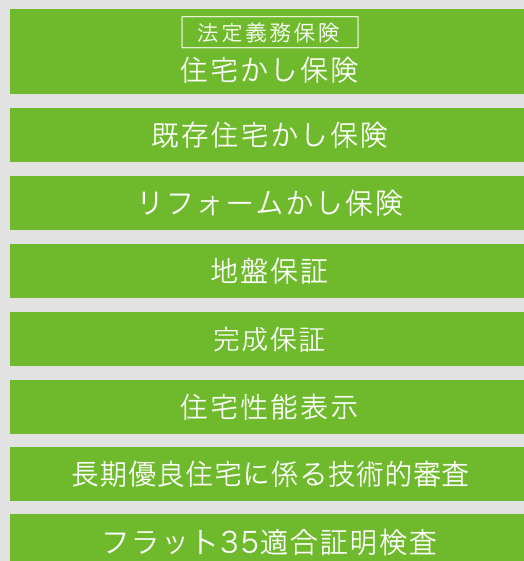 法定義務保険
住宅かし保険
既存住宅かし保険
リフォームかし保険
地盤保証
完成保証
住宅性能表示
長期優良住宅に係る技術的審査
フラット35適合証明検査